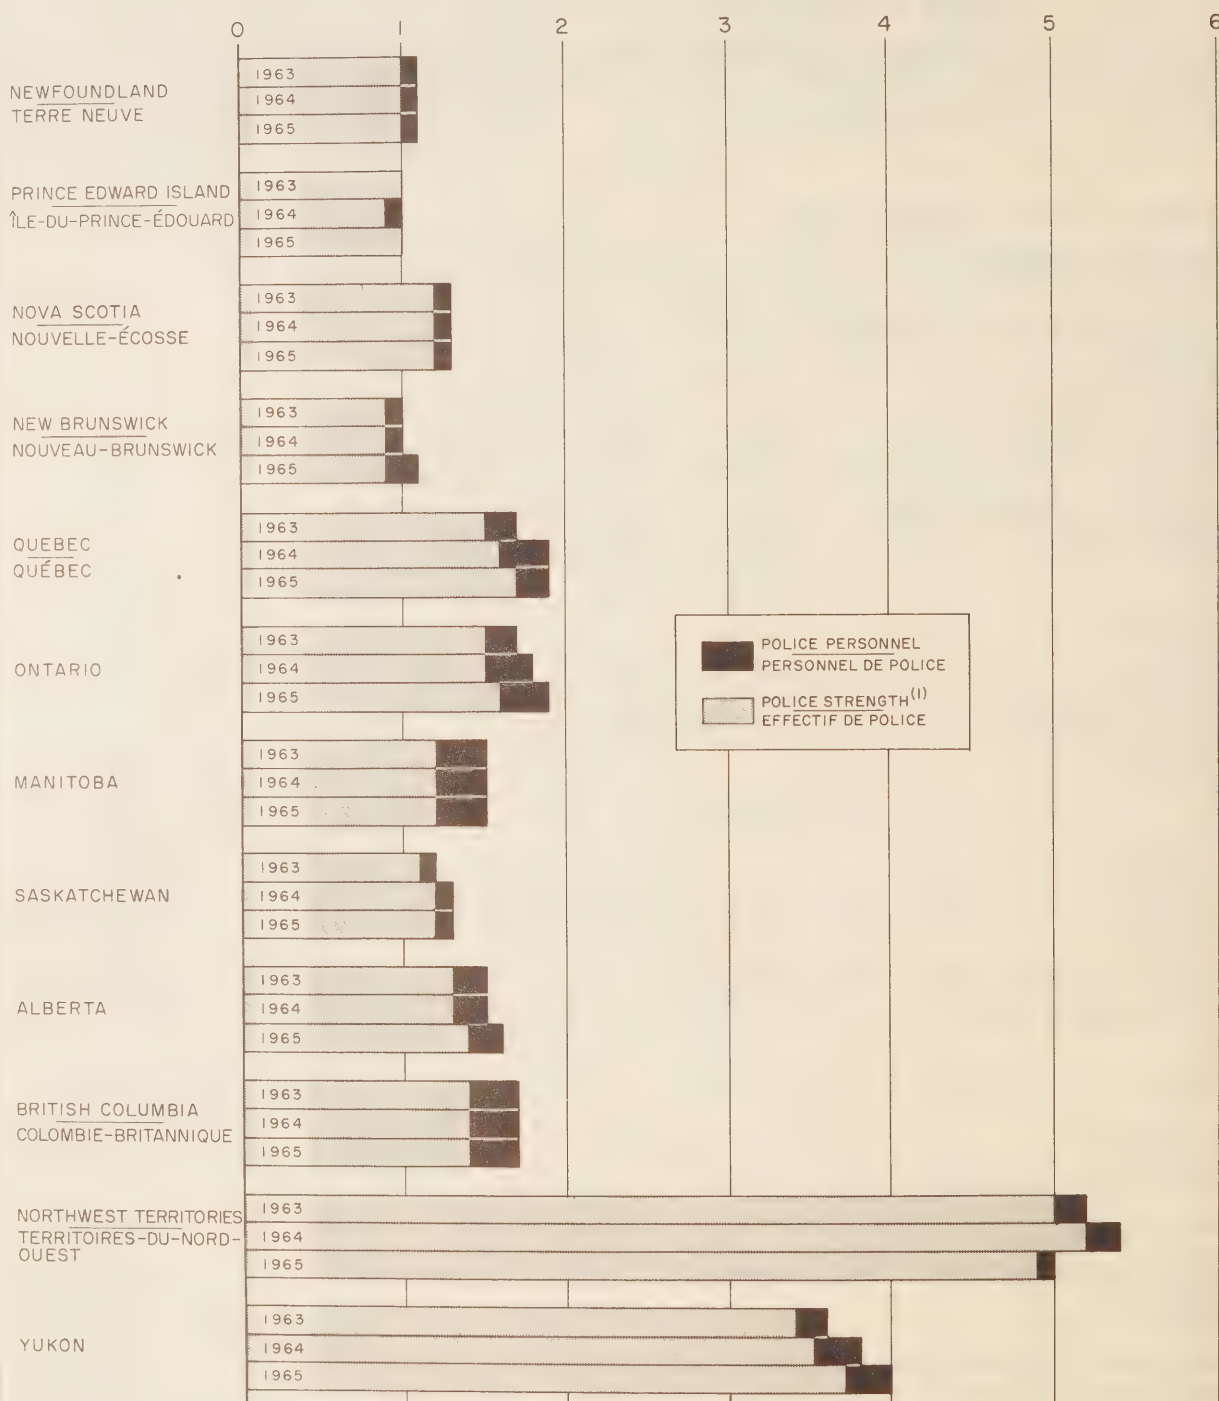 0 1 2 3 4 5 6
NEWFOUNDLAND
TERRE NEUVE
1963
1964
1965
PRINCE EDWARD ISLAND
ÎLE-DU-PRINCE-ÉDOUARD
1963
1964
1965
NOVA SCOTIA
NOUVELLE-ÉCOSSE
1963
1964
1965
NEW BRUNSWICK
NOUVEAU-BRUNSWICK
1963
1964
1965
QUEBEC
QUÉBEC
1963
1964
1965
ONTARIO
1963
1964
1965
POLICE PERSONNEL
PERSONNEL DE POLICE
POLICE STRENGTH(1)
EFFECTIF DE POLICE
MANITOBA
1963
1964
1965
SASKATCHEWAN
1963
1964
1965
ALBERTA
1963
1964
1965
BRITISH COLUMBIA
COLOMBIE-BRITANNIQUE
1963
1964
1965
NORTHWEST TERRITORIES
TERRITOIRES-DU-NORD-
OUEST
1963
1964
1965
YUKON
1963
1964
1965